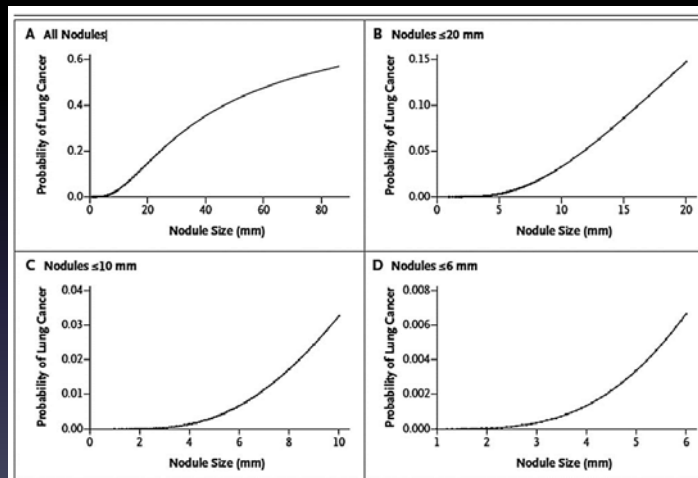 A All Nodules
Probability of Lung Cancer
0.6
0.4
0.2
0.0
0 20 40 60 80
Nodule Size (mm)
B Nodules ≤20 mm
Probability of Lung Cancer
0.15
0.10
0.05
0.00
0 5 10 15 20
Nodule Size (mm)
C Nodules ≤10 mm
Probability of Lung Cancer
0.04
0.03
0.02
0.01
0.00
0 2 4 6 8 10
Nodule Size (mm)
D Nodules ≤6 mm
Probability of Lung Cancer
0.008
0.006
0.004
0.002
0.000
1 2 3 4 5 6
Nodule Size (mm)